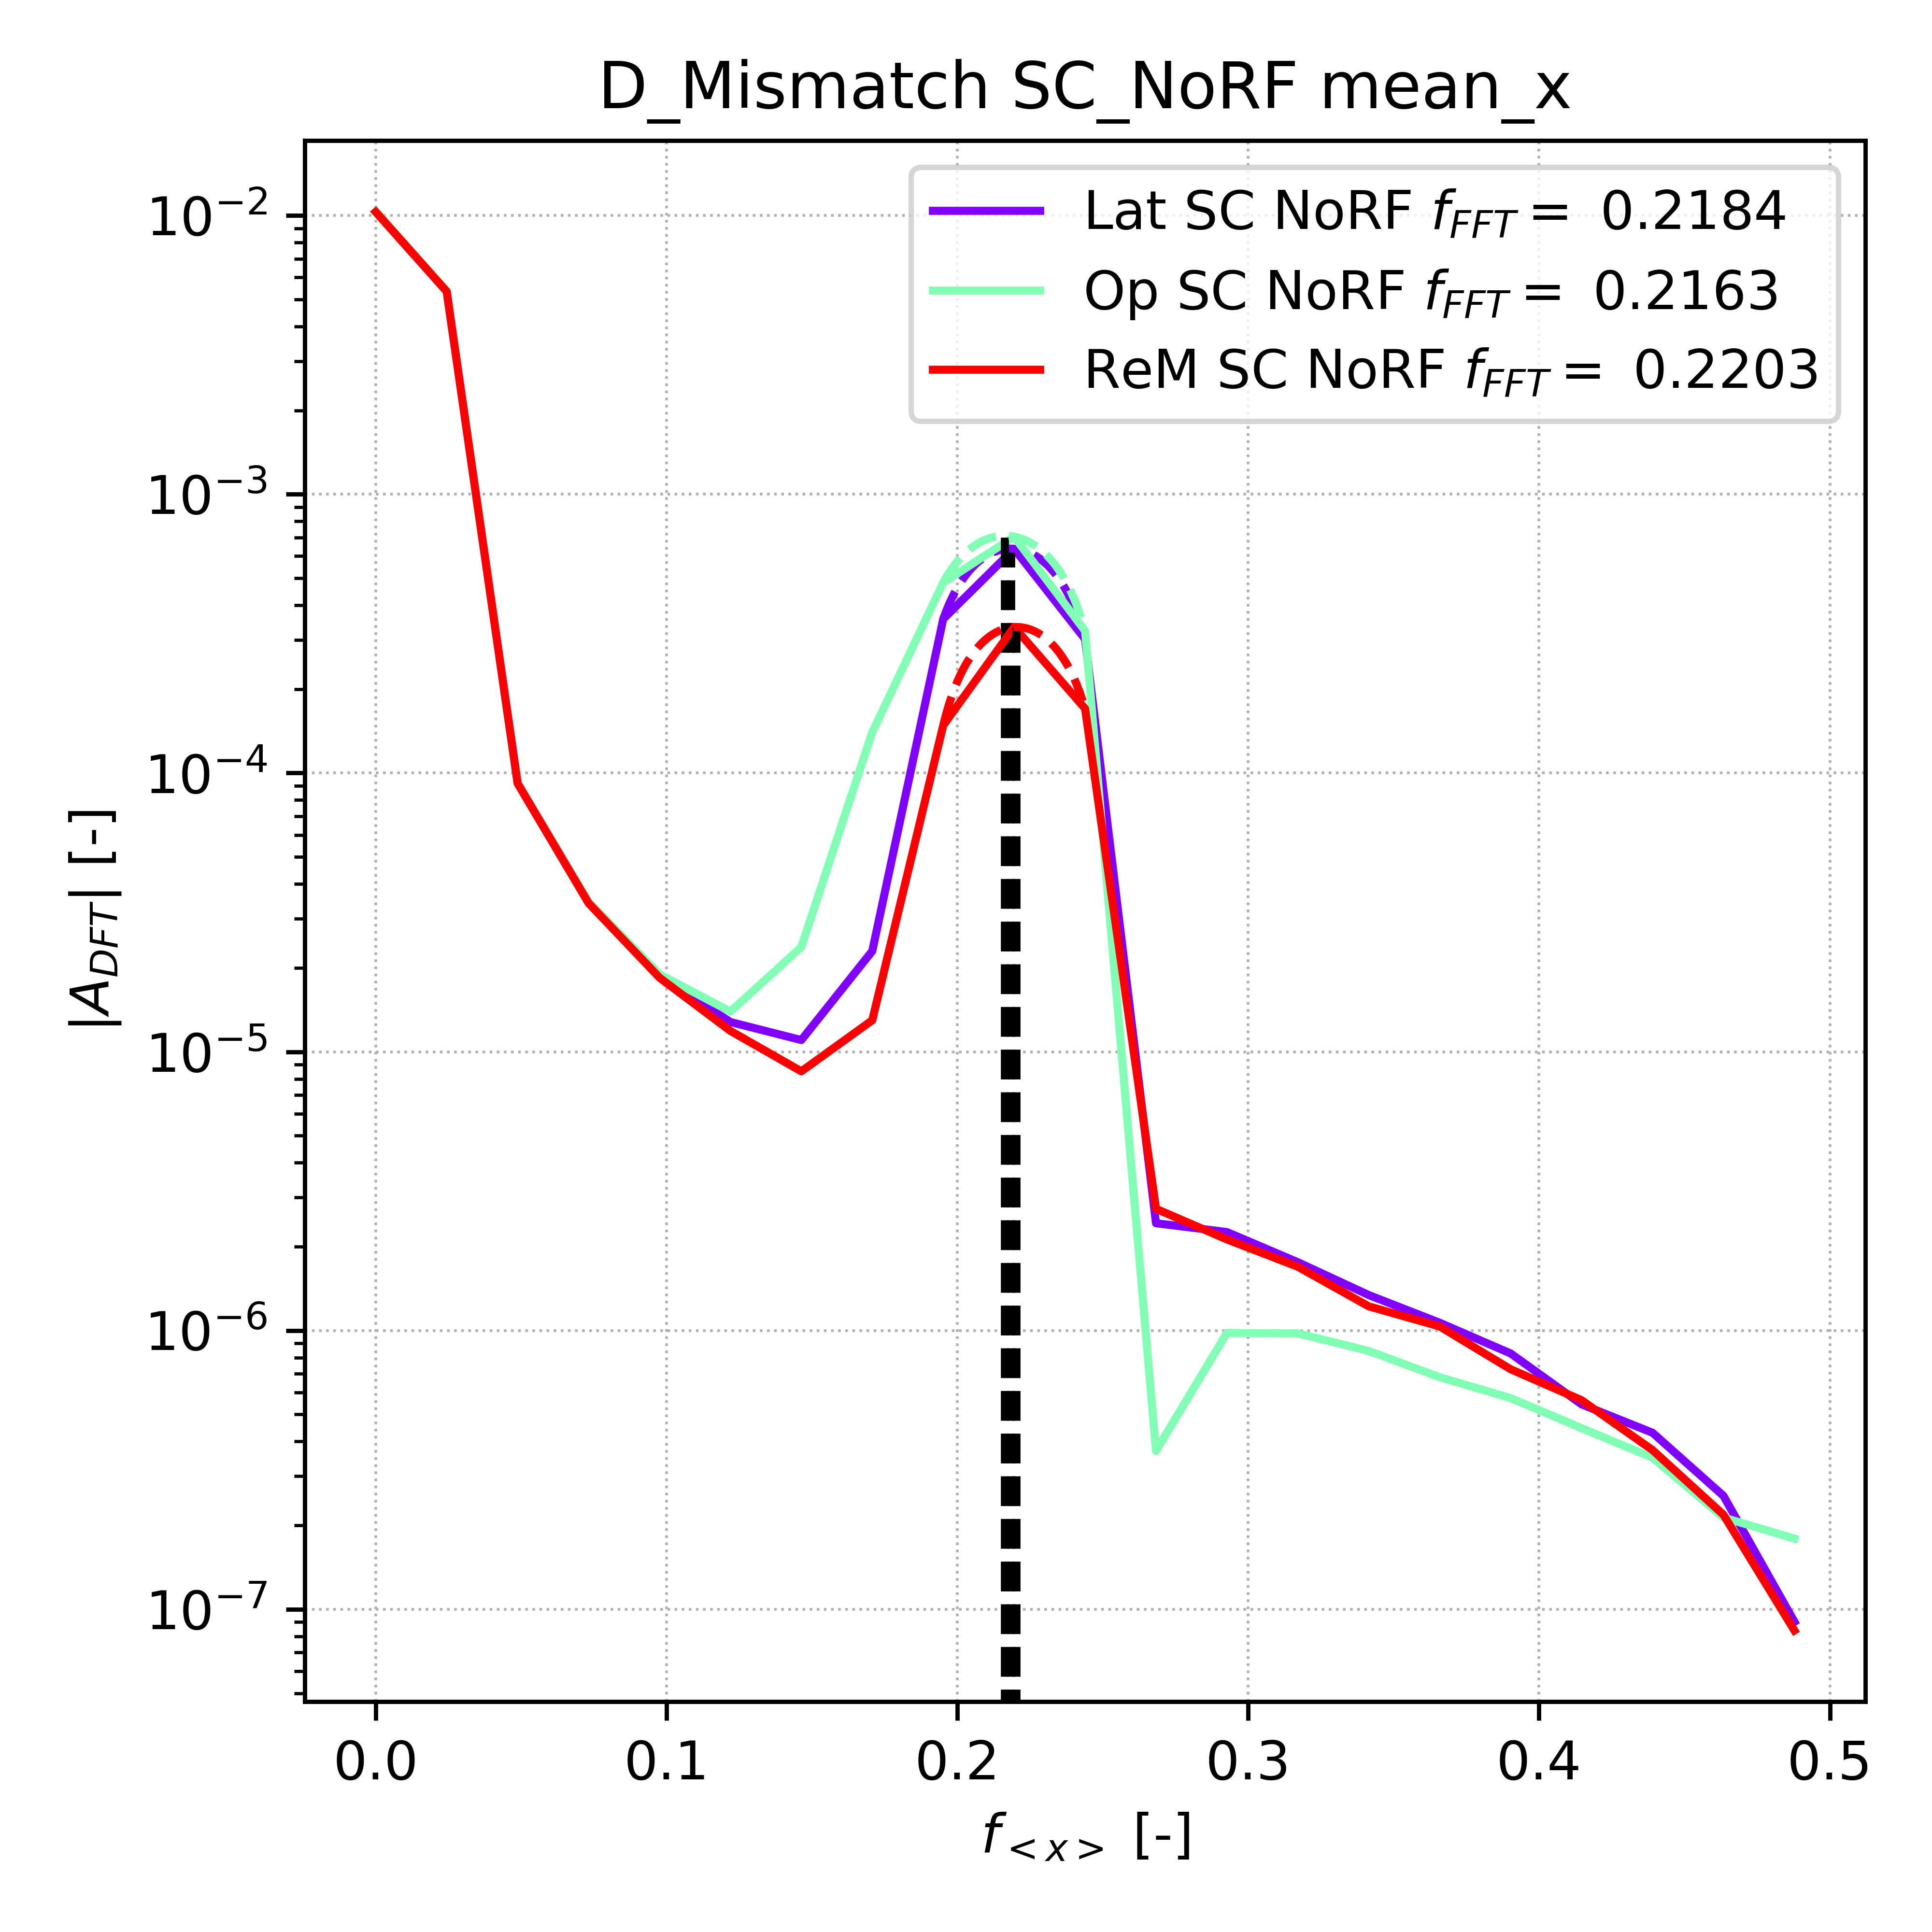 D_Mismatch SC_NoRF mean_x
Lat SC NoRF f_FFT = 0.2184
Op SC NoRF f_FFT = 0.2163
ReM SC NoRF f_FFT = 0.2203
|A_DFT| [-]
10⁻²
10⁻³
10⁻⁴
10⁻⁵
10⁻⁶
10⁻⁷
0.0 0.1 0.2 0.3 0.4 0.5
f_<x> [-]